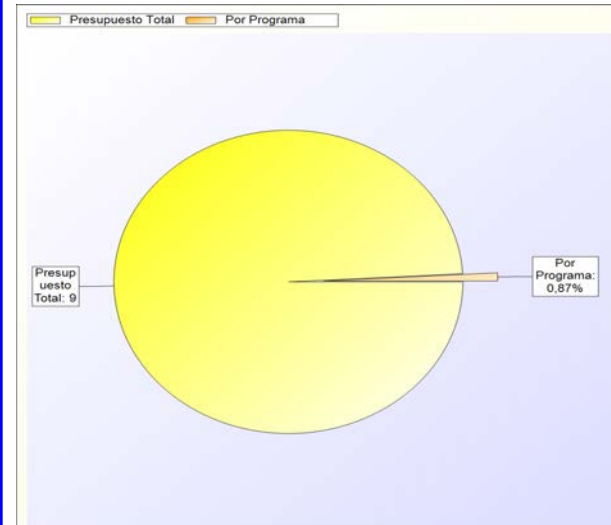 Presupuesto Total Por Programa
Presup
uesto
Total: 9
Por
Programa:
0,87%